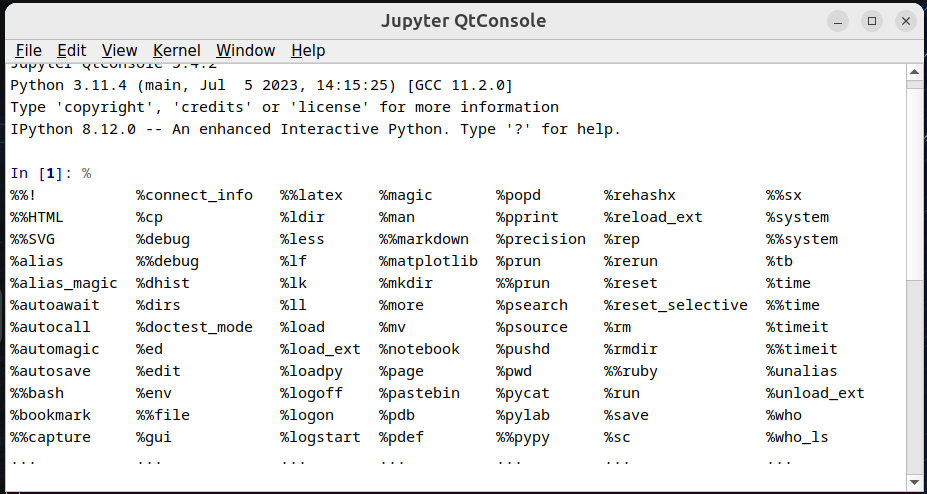 Jupyter QtConsole
File Edit View Kernel Window Help
Jupyter QtConsole 5.4.2
Python 3.11.4 (main, Jul  5 2023, 14:15:25) [GCC 11.2.0]
Type 'copyright', 'credits' or 'license' for more information
IPython 8.12.0 -- An enhanced Interactive Python. Type '?' for help.
In [1]: %
%%! %connect_info %%latex %magic %popd %rehashx %%sx
%%HTML %cp %ldir %man %pprint %reload_ext %system
%%SVG %debug %less %%markdown %precision %rep %%system
%alias %%debug %lf %matplotlib %prun %rerun %tb
%alias_magic %dhist %lk %mkdir %%prun %reset %time
%autoawait %dirs %ll %more %psearch %reset_selective %%time
%autocall %doctest_mode %load %mv %psource %rm %timeit
%automagic %ed %load_ext %notebook %pushd %rmdir %%timeit
%autosave %edit %loadpy %page %pwd %%ruby %unalias
%%bash %env %logoff %pastebin %pycat %run %unload_ext
%bookmark %%file %logon %pdb %pylab %save %who
%%capture %gui %logstart %pdef %%pypy %sc %who_ls
... ... ... ... ... ... ...